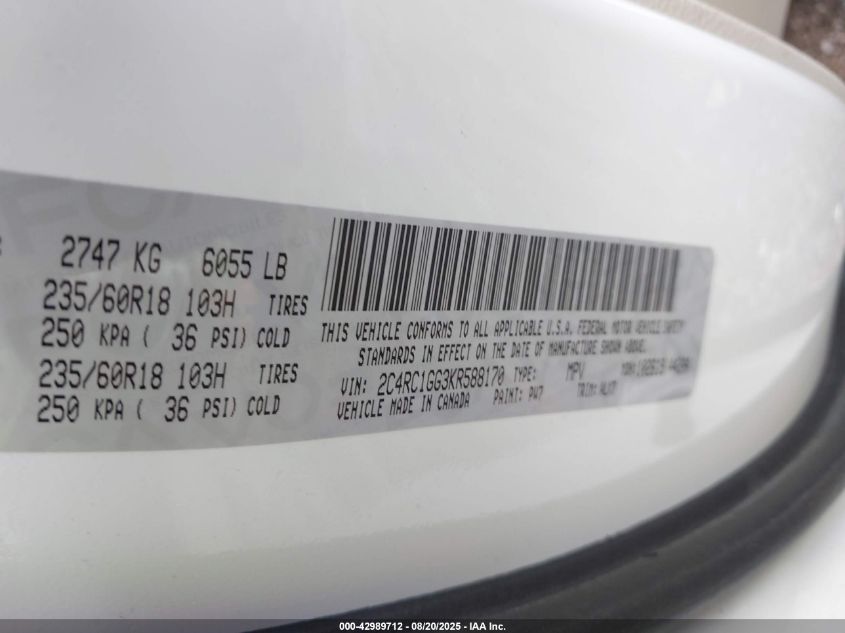 2747 KG 6055 LB
235/60R18 103H TIRES
250 KPA ( 36 PSI) COLD
235/60R18 103H TIRES
250 KPA ( 36 PSI) COLD
THIS VEHICLE CONFORMS TO ALL APPLICABLE U.S.A. FEDERAL MOTOR VEHICLE SAFETY
STANDARDS IN EFFECT ON THE DATE OF MANUFACTURE SHOWN ABOVE.
VIN: 2C4RC1GG3KR588170 TYPE: MPV
VEHICLE MADE IN CANADA PAINT: PW7 TRIM:
000-42989712 - 08/20/2025 - IAA Inc.